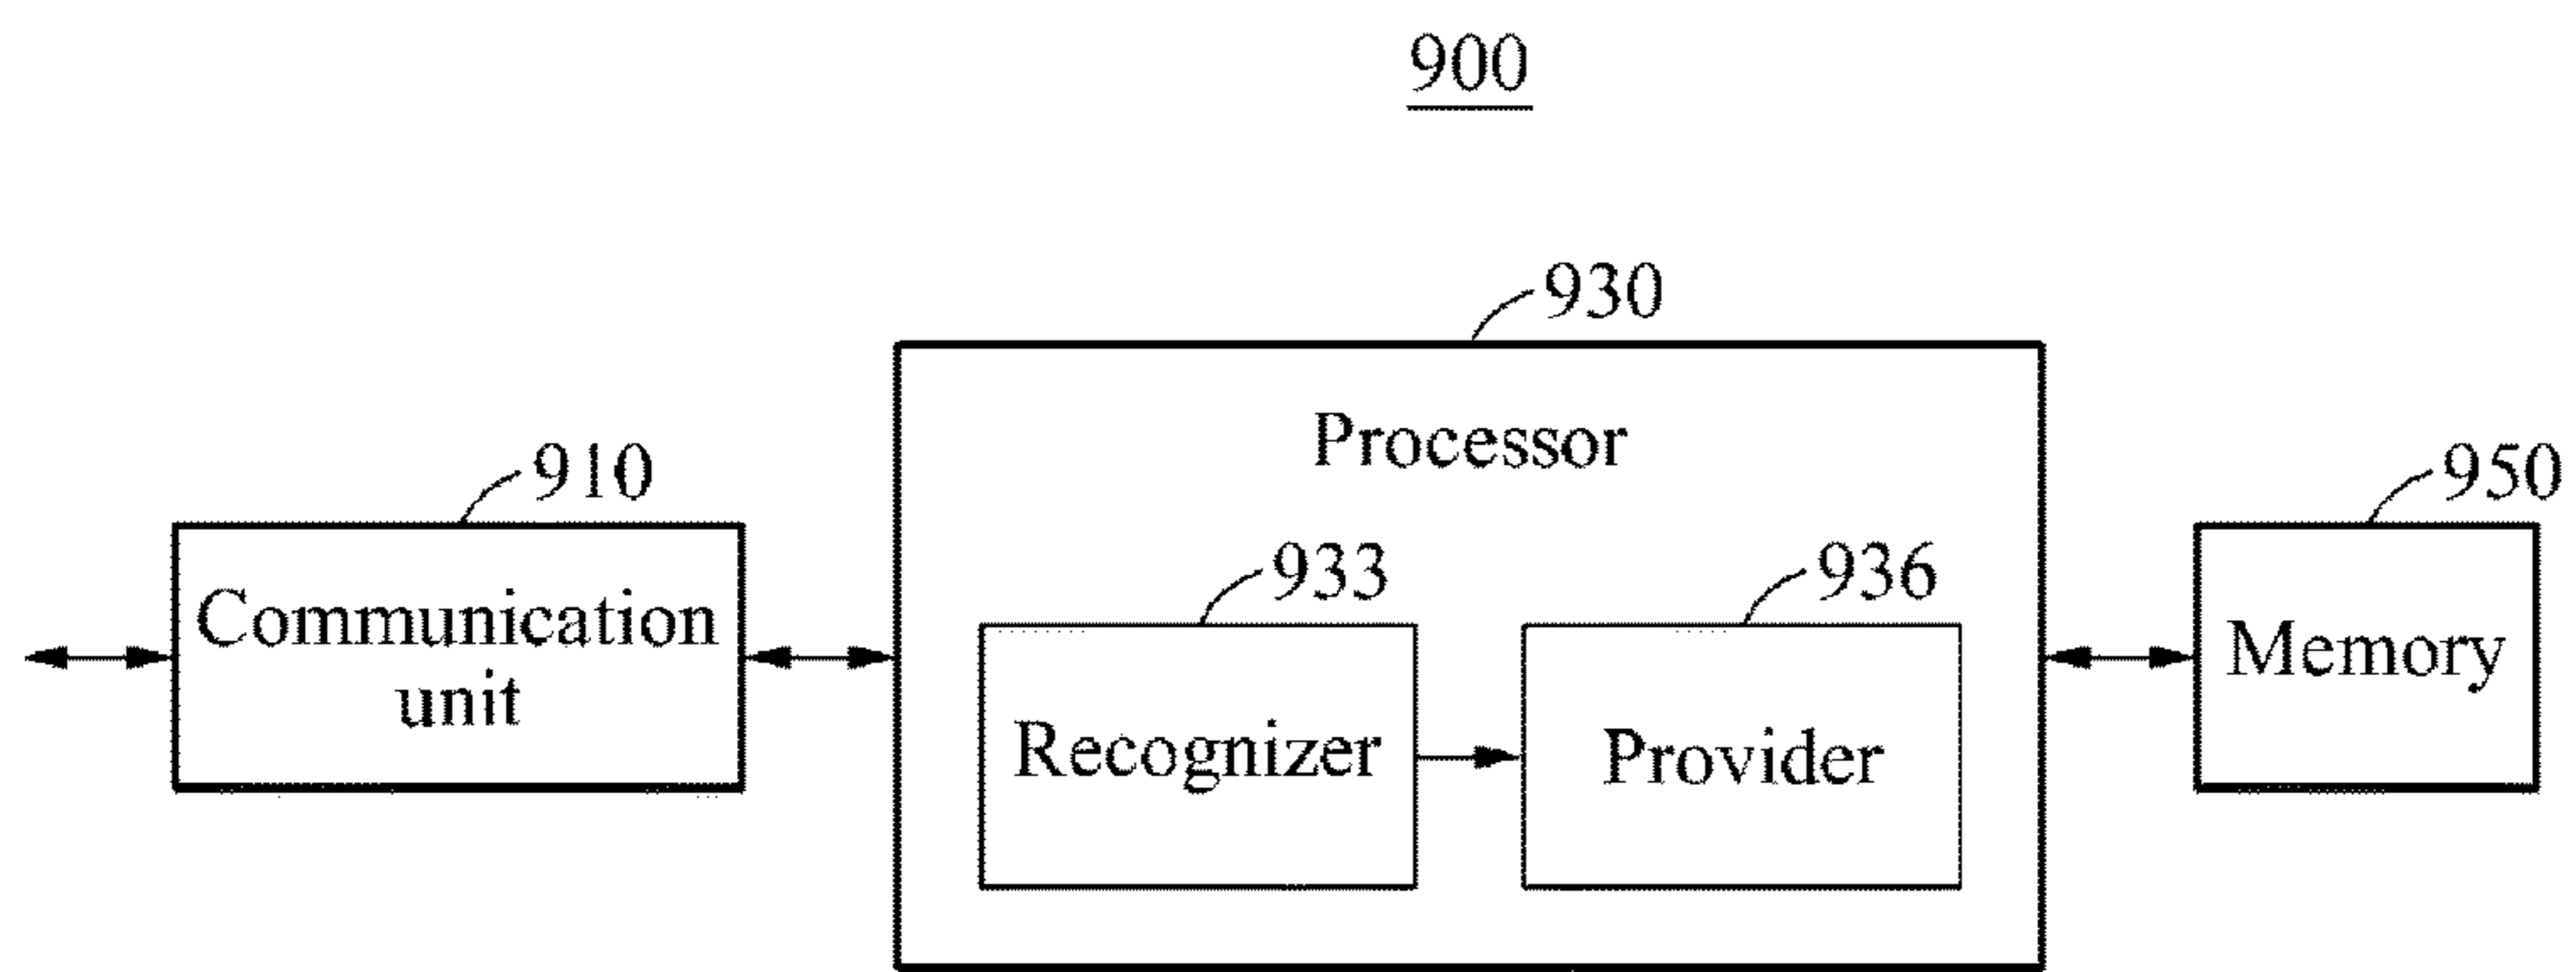 900
930
Processor
910
950
933
936
Communication
unit
Memory
Recognizer
Provider